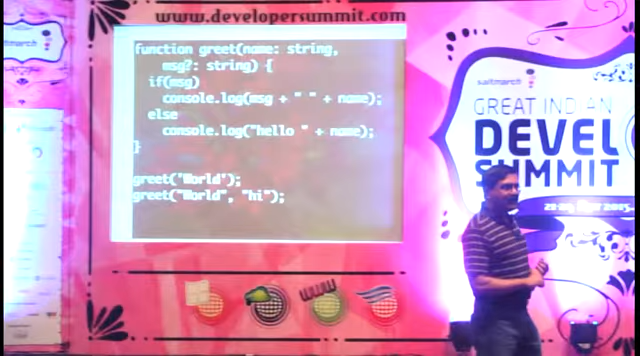 www.developersummit.com
function greet(name: string,
msg?: string) {
if(msg)
console.log(msg + " " + name);
else
console.log("hello " + name);
}
greet("World");
greet("World", "hi");
saltmarch
GREAT INDIAN
DEVEL
SUMMIT
saltmarch